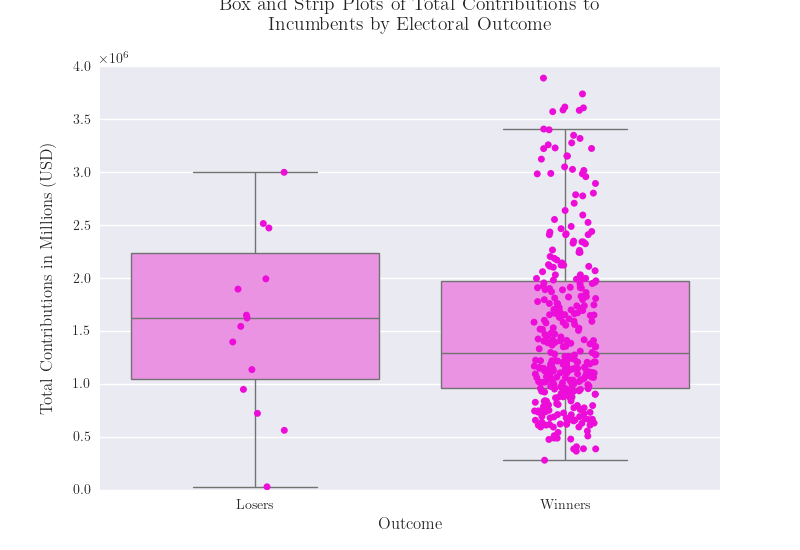 Box and Strip Plots of Total Contributions to
Incumbents by Electoral Outcome
×10⁶
4.0
3.5
3.0
2.5
2.0
1.5
1.0
0.5
0.0
Total Contributions in Millions (USD)
Losers
Winners
Outcome